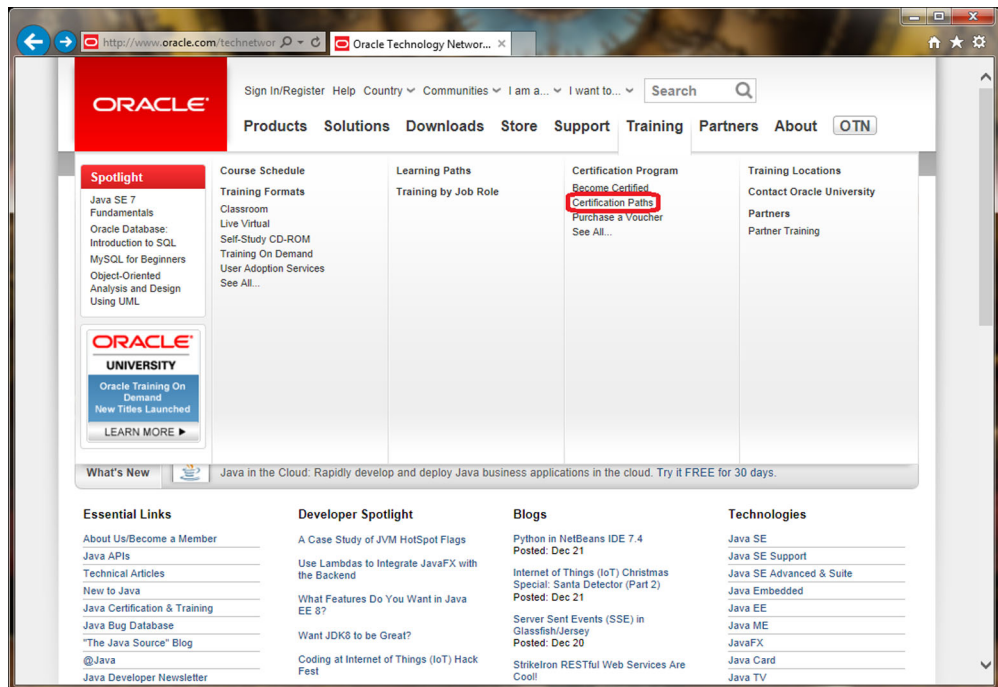 http://www.oracle.com/technetwor
Oracle Technology Networ...
ORACLE
Sign In/Register Help Country Communities I am a... I want to... Search
Products Solutions Downloads Store Support Training Partners About OTN
Spotlight
Java SE 7
Fundamentals
Oracle Database:
Introduction to SQL
MySQL for Beginners
Object-Oriented
Analysis and Design
Using UML
ORACLE
UNIVERSITY
Oracle Training On
Demand
New Titles Launched
LEARN MORE
Course Schedule
Training Formats
Classroom
Live Virtual
Self-Study CD-ROM
Training On Demand
User Adoption Services
See All...
Learning Paths
Training by Job Role
Certification Program
Become Certified
Certification Paths
Purchase a Voucher
See All...
Training Locations
Contact Oracle University
Partners
Partner Training
What's New
Java in the Cloud: Rapidly develop and deploy Java business applications in the cloud. Try it FREE for 30 days.
Essential Links
About Us/Become a Member
Java APIs
Technical Articles
New to Java
Java Certification & Training
Java Bug Database
"The Java Source" Blog
@Java
Java Developer Newsletter
Developer Spotlight
A Case Study of JVM HotSpot Flags
Use Lambdas to Integrate JavaFX with
the Backend
What Features Do You Want in Java
EE 8?
Want JDK8 to be Great?
Coding at Internet of Things (IoT) Hack
Fest
Blogs
Python in NetBeans IDE 7.4
Posted: Dec 21
Internet of Things (IoT) Christmas
Special: Santa Detector (Part 2)
Posted: Dec 21
Server Sent Events (SSE) in
Glassfish/Jersey
Posted: Dec 20
StrikeIron RESTful Web Services Are
Cool!
Technologies
Java SE
Java SE Support
Java SE Advanced & Suite
Java Embedded
Java EE
Java ME
JavaFX
Java Card
Java TV